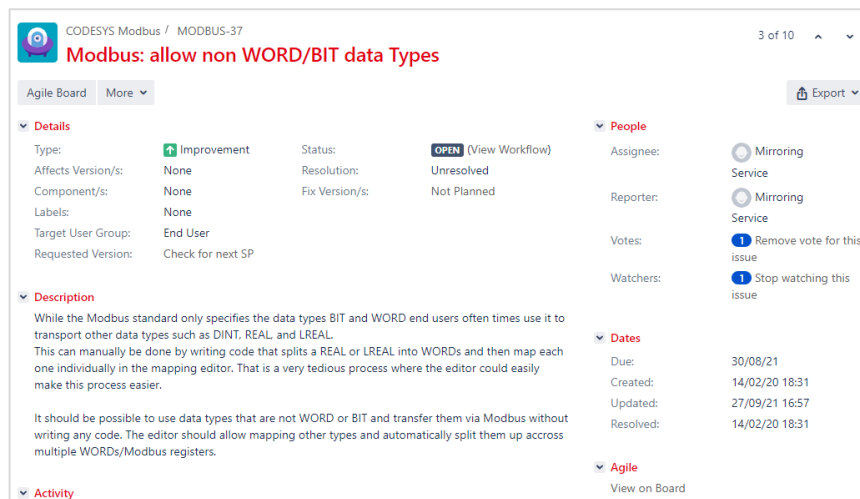 CODESYS Modbus / MODBUS-37
3 of 10
Modbus: allow non WORD/BIT data Types
Agile Board
More
Export
Details
Type:
Improvement
Status:
OPEN (View Workflow)
Affects Version/s:
None
Resolution:
Unresolved
Component/s:
None
Fix Version/s:
Not Planned
Labels:
None
Target User Group:
End User
Requested Version:
Check for next SP
Description
While the Modbus standard only specifies the data types BIT and WORD end users often times use it to
transport other data types such as DINT, REAL, and LREAL.
This can manually be done by writing code that splits a REAL or LREAL into WORDs and then map each
one individually in the mapping editor. That is a very tedious process where the editor could easily
make this process easier.
It should be possible to use data types that are not WORD or BIT and transfer them via Modbus without
writing any code. The editor should allow mapping other types and automatically split them up accross
multiple WORDs/Modbus registers.
Activity
People
Assignee:
Mirroring
Service
Reporter:
Mirroring
Service
Votes:
1 Remove vote for this
issue
Watchers:
1 Stop watching this
issue
Dates
Due:
30/08/21
Created:
14/02/20 18:31
Updated:
27/09/21 16:57
Resolved:
14/02/20 18:31
Agile
View on Board